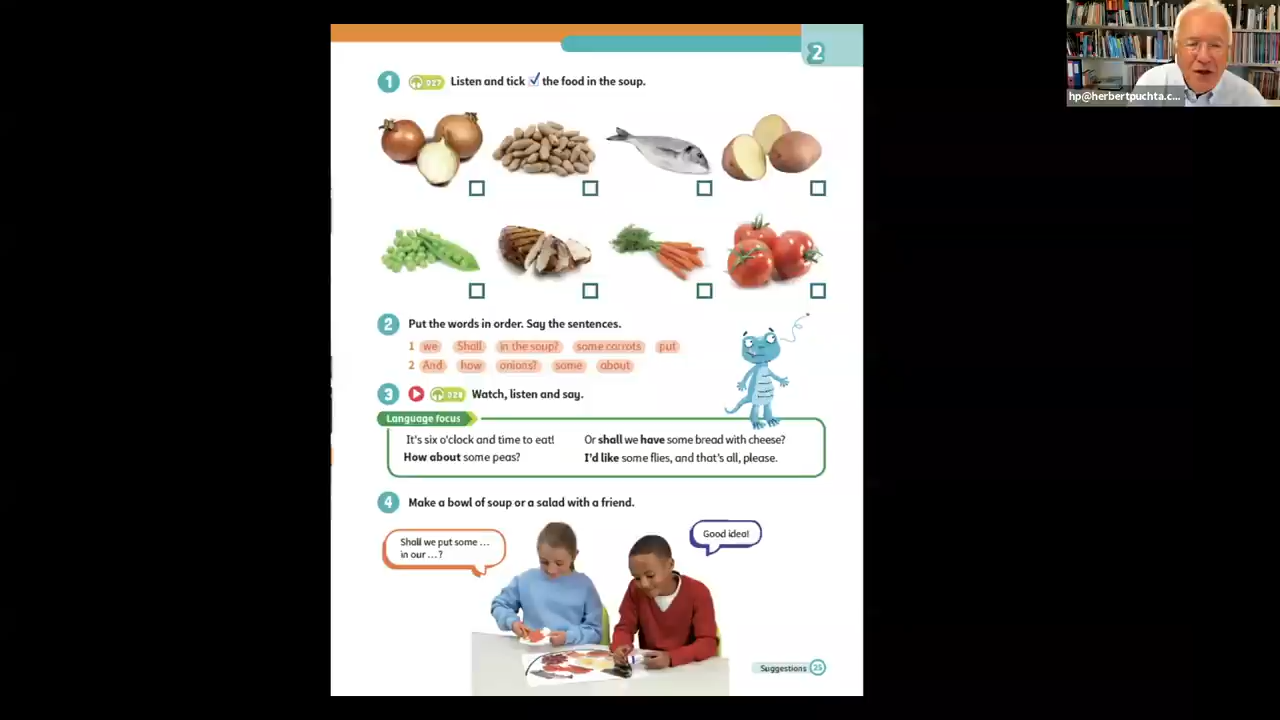 2
hp@herbertpuchta.c...
1 027 Listen and tick the food in the soup.
2 Put the words in order. Say the sentences.
1 we Shall in the soup? some carrots put
2 And how onions? some about
3 028 Watch, listen and say.
Language focus
It's six o'clock and time to eat!
How about some peas?
Or shall we have some bread with cheese?
I'd like some flies, and that's all, please.
4 Make a bowl of soup or a salad with a friend.
Shall we put some ...
in our ...?
Good idea!
Suggestions 25